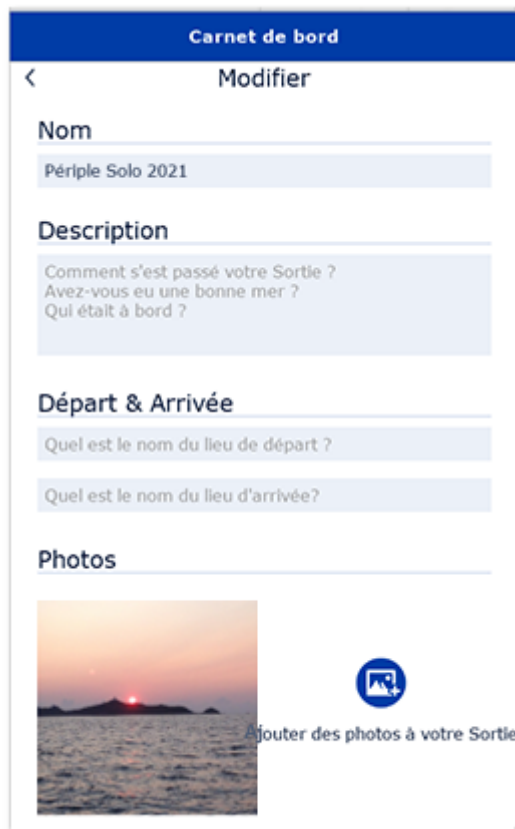 Carnet de bord
Modifier
Nom
Périple Solo 2021
Description
Comment s'est passé votre Sortie ?
Avez-vous eu une bonne mer ?
Qui était à bord ?
Départ & Arrivée
Quel est le nom du lieu de départ ?
Quel est le nom du lieu d'arrivée?
Photos
Ajouter des photos à votre Sortie